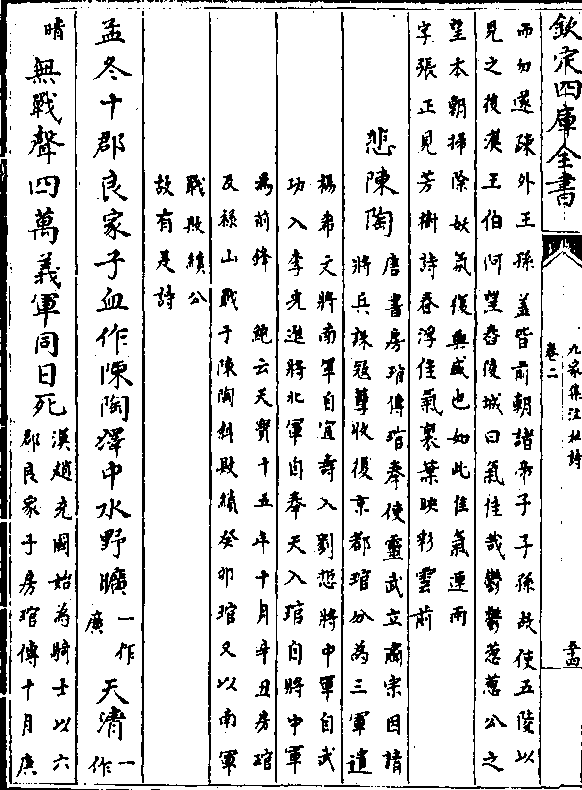 欽定四庫全書
九家集注杜詩
卷二
而勿遂疎外王孫蓋皆前朝諸帝子子孫故使五陵以
見之後漢王伯阿望舂陵城曰氣佳哉鬱鬱葱葱公之
望本朝掃除妖氛復興盛也如此佳氣連雨
字張正見芳樹詩春浮佳氣裏葉映彩雲前
悲陳陶
唐書房琯傳琯奉使靈武立肅宗因請
將兵誅冠孽收復京都琯分為三軍遣
楊希文將南軍自宜壽入劉悊將中軍自武
功入李光進將北軍自奉天入琯自將中軍
為前鋒 鮑云天寶十五年十月辛丑房琯
及祿山戰于陳陶斜敗績癸卯琯又以南軍
戰敗績公
故有是詩
孟冬十郡良家子血作陳陶澤中水野曠
一作
廣
天清
一
作
晴
無戰聲四萬義軍同日死
漢趙充國始為騎士以六
郡良家子房琯傳十月庚